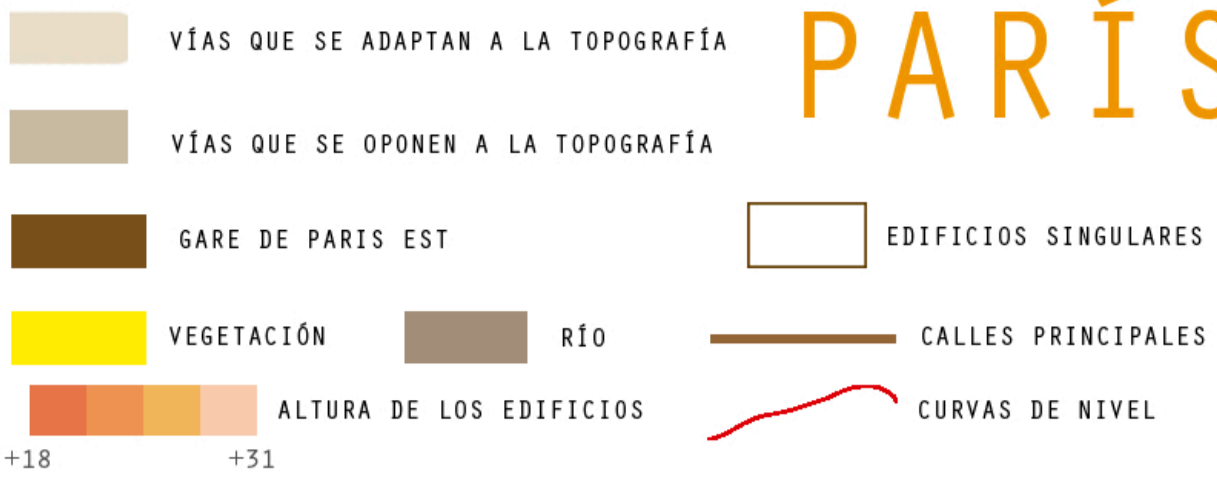 PARÍS
VÍAS QUE SE ADAPTAN A LA TOPOGRAFÍA
VÍAS QUE SE OPONEN A LA TOPOGRAFÍA
GARE DE PARIS EST
EDIFICIOS SINGULARES
VEGETACIÓN
RÍO
CALLES PRINCIPALES
ALTURA DE LOS EDIFICIOS
CURVAS DE NIVEL
+18
+31